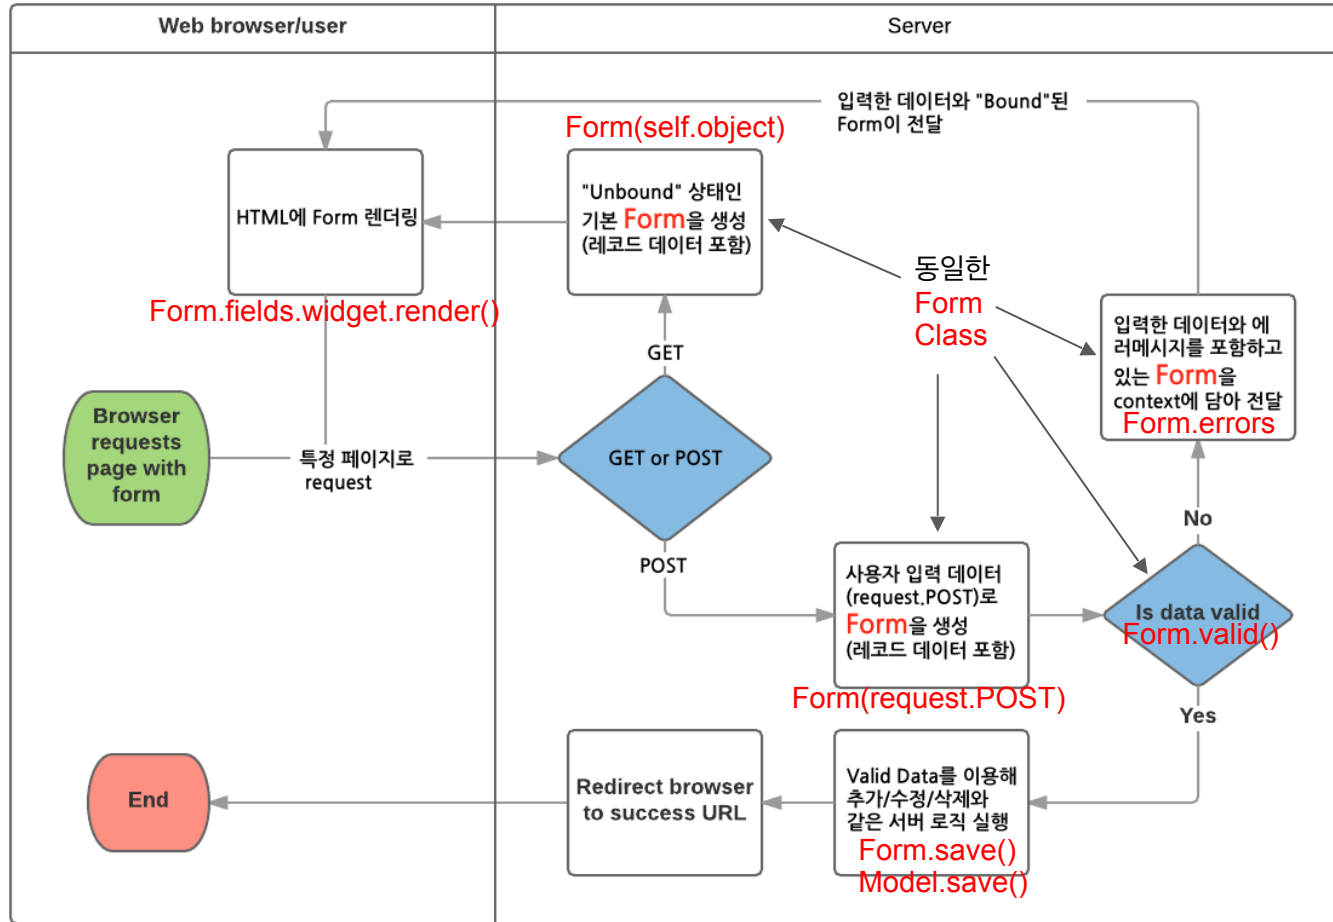 Web browser/user
Server
입력한 데이터와 "Bound"된
Form이 전달
Form(self.object)
"Unbound" 상태인
기본 Form을 생성
(레코드 데이터 포함)
HTML에 Form 렌더링
Form.fields.widget.render()
동일한
Form
Class
입력한 데이터와 에
러메시지를 포함하고
있는 Form을
context에 담아 전달
Form.errors
GET
Browser
requests
page with
form
특정 페이지로
request
GET or POST
No
POST
사용자 입력 데이터
(request.POST)로
Form을 생성
(레코드 데이터 포함)
Form(request.POST)
Is data valid
Form.valid()
Yes
End
Redirect browser
to success URL
Valid Data를 이용해
추가/수정/삭제와
같은 서버 로직 실행
Form.save()
Model.save()